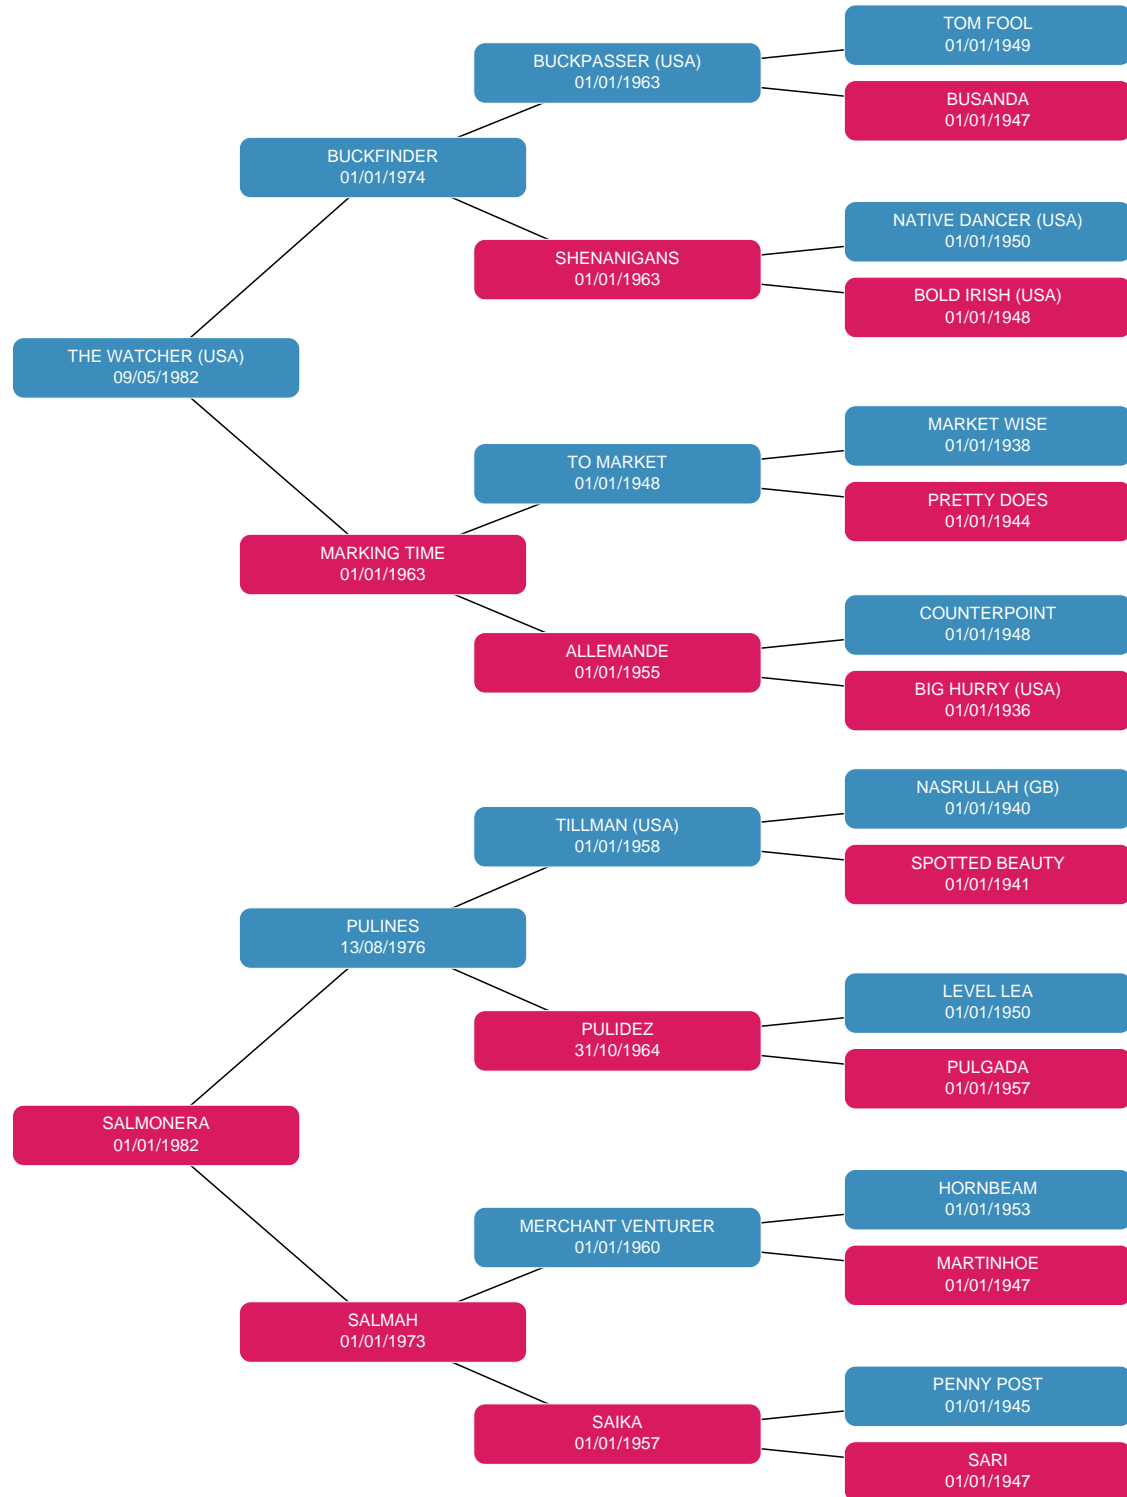 TOM FOOL
01/01/1949
BUCKPASSER (USA)
01/01/1963
BUSANDA
01/01/1947
BUCKFINDER
01/01/1974
NATIVE DANCER (USA)
01/01/1950
SHENANIGANS
01/01/1963
BOLD IRISH (USA)
01/01/1948
THE WATCHER (USA)
09/05/1982
MARKET WISE
01/01/1938
TO MARKET
01/01/1948
PRETTY DOES
01/01/1944
MARKING TIME
01/01/1963
COUNTERPOINT
01/01/1948
ALLEMANDE
01/01/1955
BIG HURRY (USA)
01/01/1936
NASRULLAH (GB)
01/01/1940
TILLMAN (USA)
01/01/1958
SPOTTED BEAUTY
01/01/1941
PULINES
13/08/1976
LEVEL LEA
01/01/1950
PULIDEZ
31/10/1964
PULGADA
01/01/1957
SALMONERA
01/01/1982
HORNBEAM
01/01/1953
MERCHANT VENTURER
01/01/1960
MARTINHOE
01/01/1947
SALMAH
01/01/1973
PENNY POST
01/01/1945
SAIKA
01/01/1957
SARI
01/01/1947